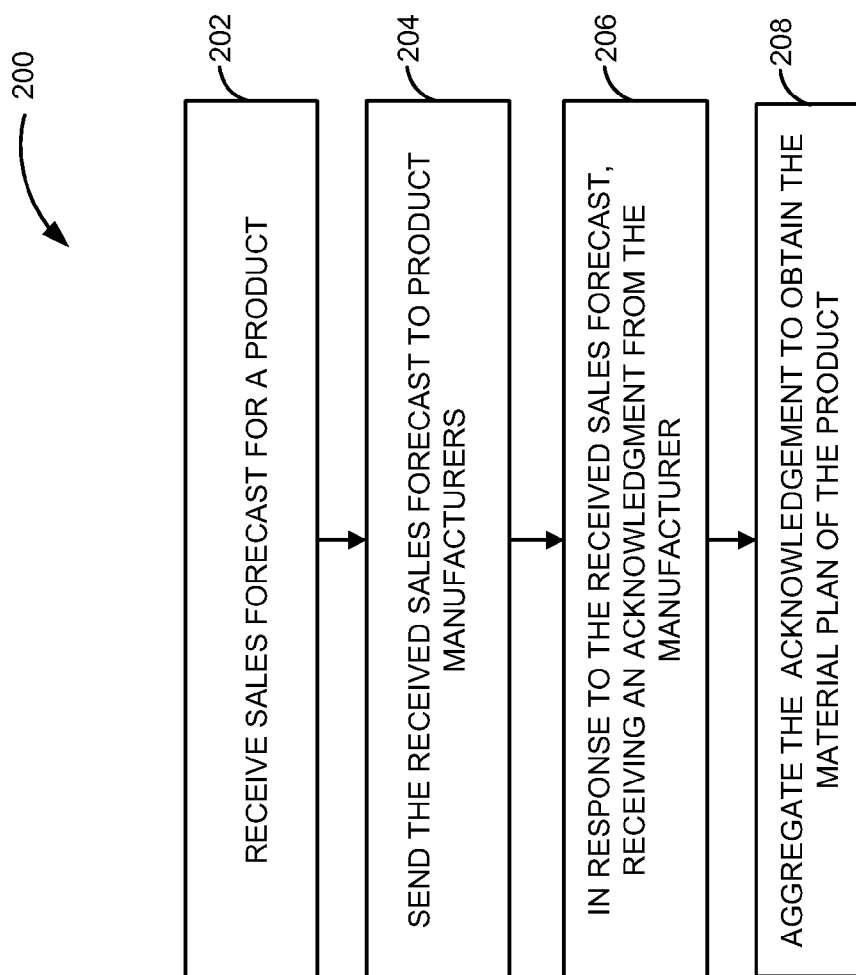 200
202
RECEIVE SALES FORECAST FOR A PRODUCT
204
SEND THE RECEIVED SALES FORECAST TO PRODUCT
MANUFACTURERS
206
IN RESPONSE TO THE RECEIVED SALES FORECAST,
RECEIVING AN ACKNOWLEDGMENT FROM THE
MANUFACTURER
208
AGGREGATE THE ACKNOWLEDGEMENT TO OBTAIN THE
MATERIAL PLAN OF THE PRODUCT